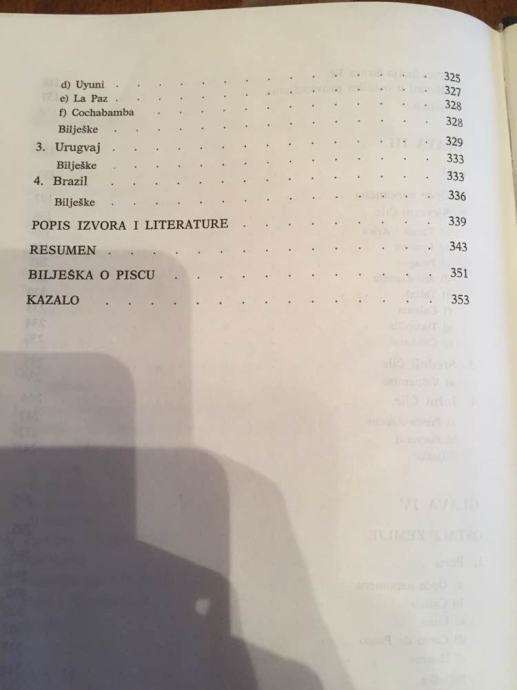 d) Uyuni . . . . . . . . . . . . 325
e) La Paz . . . . . . . . . . . . 327
f) Cochabamba . . . . . . . . . . . 328
Bilješke . . . . . . . . . . . . 328
3. Urugvaj . . . . . . . . . . . . 329
Bilješke . . . . . . . . . . . . 333
4. Brazil . . . . . . . . . . . . 333
Bilješke . . . . . . . . . . . . 336
POPIS IZVORA I LITERATURE . . . . . . . . 339
RESUMEN . . . . . . . . . . . . . 343
BILJEŠKA O PISCU . . . . . . . . . . 351
KAZALO . . . . . . . . . . . . 353